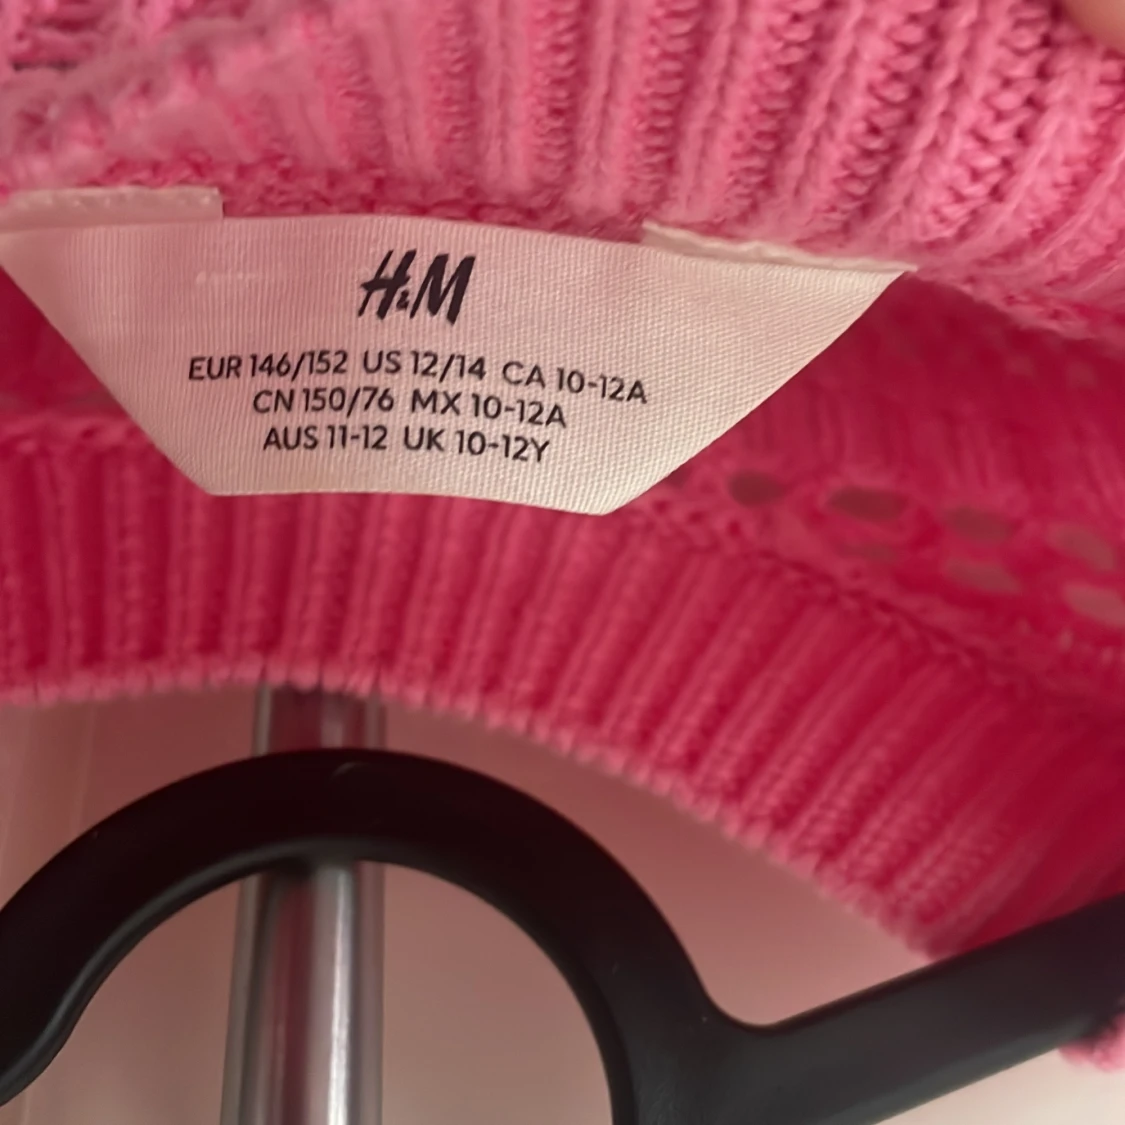 H&M
EUR 146/152 US 12/14 CA 10-12A
CN 150/76 MX 10-12A
AUS 11-12 UK 10-12Y